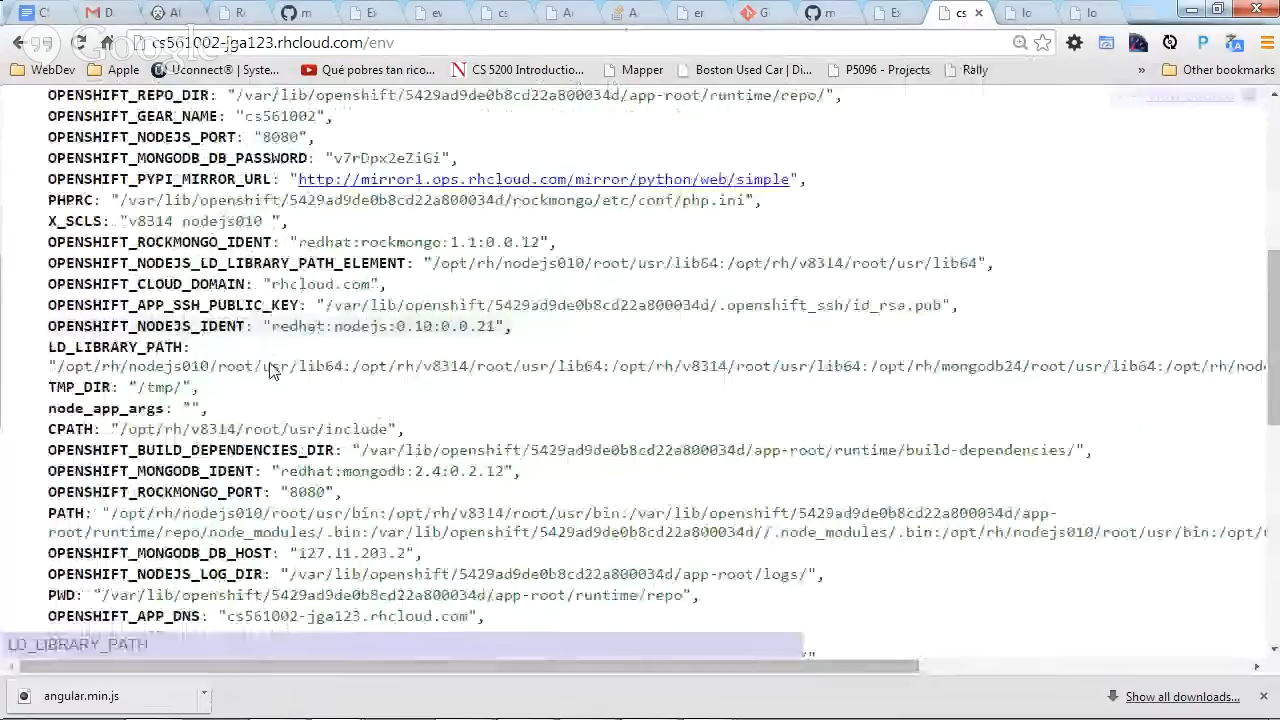 C
M D
Al
R
m
E
ev
cs
A
A
er
G
m
E
cs ×
lo
lo
Google
cs561002-jga123.rhcloud.com/env
WebDev Apple Uconnect® | Syste... Qué pobres tan rico... CS 5200 Introductio... Mapper Boston Used Car | Di... P5096 - Projects Rally » Other bookmarks
View source
OPENSHIFT_REPO_DIR: "/var/lib/openshift/5429ad9de0b8cd22a800034d/app-root/runtime/repo/",
OPENSHIFT_GEAR_NAME: "cs561002",
OPENSHIFT_NODEJS_PORT: "8080",
OPENSHIFT_MONGODB_DB_PASSWORD: "v7rDpx2eZiGi",
OPENSHIFT_PYPI_MIRROR_URL: "http://mirror1.ops.rhcloud.com/mirror/python/web/simple",
PHPRC: "/var/lib/openshift/5429ad9de0b8cd22a800034d/rockmongo/etc/conf/php.ini",
X_SCLS: "v8314 nodejs010 ",
OPENSHIFT_ROCKMONGO_IDENT: "redhat:rockmongo:1.1:0.0.12",
OPENSHIFT_NODEJS_LD_LIBRARY_PATH_ELEMENT: "/opt/rh/nodejs010/root/usr/lib64:/opt/rh/v8314/root/usr/lib64",
OPENSHIFT_CLOUD_DOMAIN: "rhcloud.com",
OPENSHIFT_APP_SSH_PUBLIC_KEY: "/var/lib/openshift/5429ad9de0b8cd22a800034d/.openshift_ssh/id_rsa.pub",
OPENSHIFT_NODEJS_IDENT: "redhat:nodejs:0.10:0.0.21",
LD_LIBRARY_PATH:
"/opt/rh/nodejs010/root/usr/lib64:/opt/rh/v8314/root/usr/lib64:/opt/rh/v8314/root/usr/lib64:/opt/rh/mongodb24/root/usr/lib64:/opt/rh/node
TMP_DIR: "/tmp/",
node_app_args: "",
CPATH: "/opt/rh/v8314/root/usr/include",
OPENSHIFT_BUILD_DEPENDENCIES_DIR: "/var/lib/openshift/5429ad9de0b8cd22a800034d/app-root/runtime/build-dependencies/",
OPENSHIFT_MONGODB_IDENT: "redhat:mongodb:2.4:0.2.12",
OPENSHIFT_ROCKMONGO_PORT: "8080",
PATH: "/opt/rh/nodejs010/root/usr/bin:/opt/rh/v8314/root/usr/bin:/var/lib/openshift/5429ad9de0b8cd22a800034d/app-
root/runtime/repo/node_modules/.bin:/var/lib/openshift/5429ad9de0b8cd22a800034d//.node_modules/.bin:/opt/rh/nodejs010/root/usr/bin:/opt/r
OPENSHIFT_MONGODB_DB_HOST: "127.11.203.2",
OPENSHIFT_NODEJS_LOG_DIR: "/var/lib/openshift/5429ad9de0b8cd22a800034d/app-root/logs/",
PWD: "/var/lib/openshift/5429ad9de0b8cd22a800034d/app-root/runtime/repo",
OPENSHIFT_APP_DNS: "cs561002-jga123.rhcloud.com",
LD_LIBRARY_PATH
angular.min.js
Show all downloads...